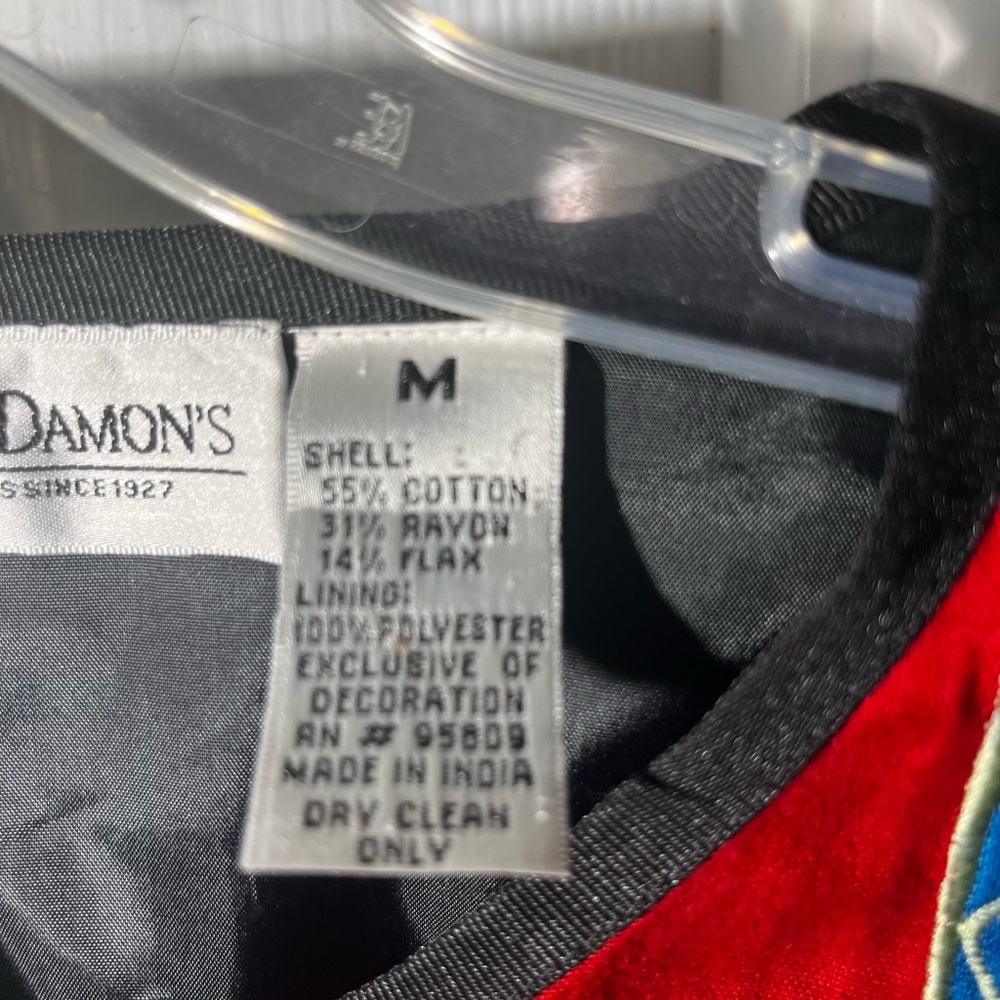 DAMON'S
SINCE 1927
M
SHELL:
55% COTTON
31% RAYON
14% FLAX
LINING:
100% POLYESTER
EXCLUSIVE OF
DECORATION
RN # 95809
MADE IN INDIA
DRY CLEAN
ONLY